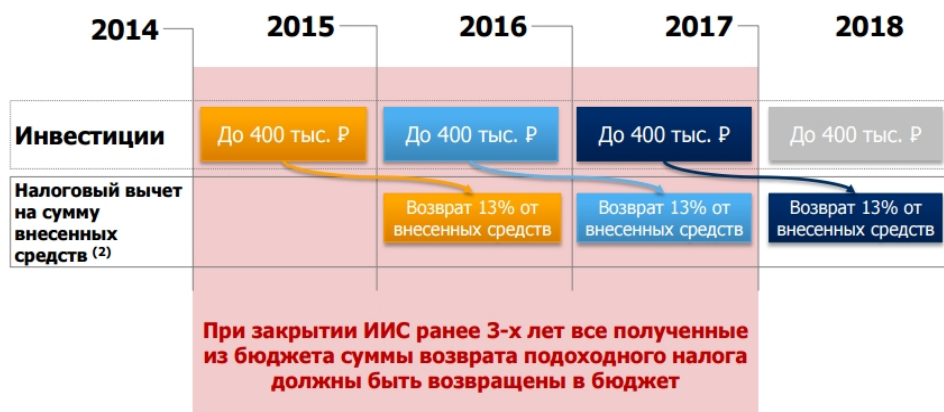 2014 2015 2016 2017 2018
Инвестиции До 400 тыс. ₽ До 400 тыс. ₽ До 400 тыс. ₽ До 400 тыс. ₽
Налоговый вычет
на сумму
внесенных
средств (2)
Возврат 13% от
внесенных средств
Возврат 13% от
внесенных средств
Возврат 13% от
внесенных средств
При закрытии ИИС ранее 3-х лет все полученные
из бюджета суммы возврата подоходного налога
должны быть возвращены в бюджет